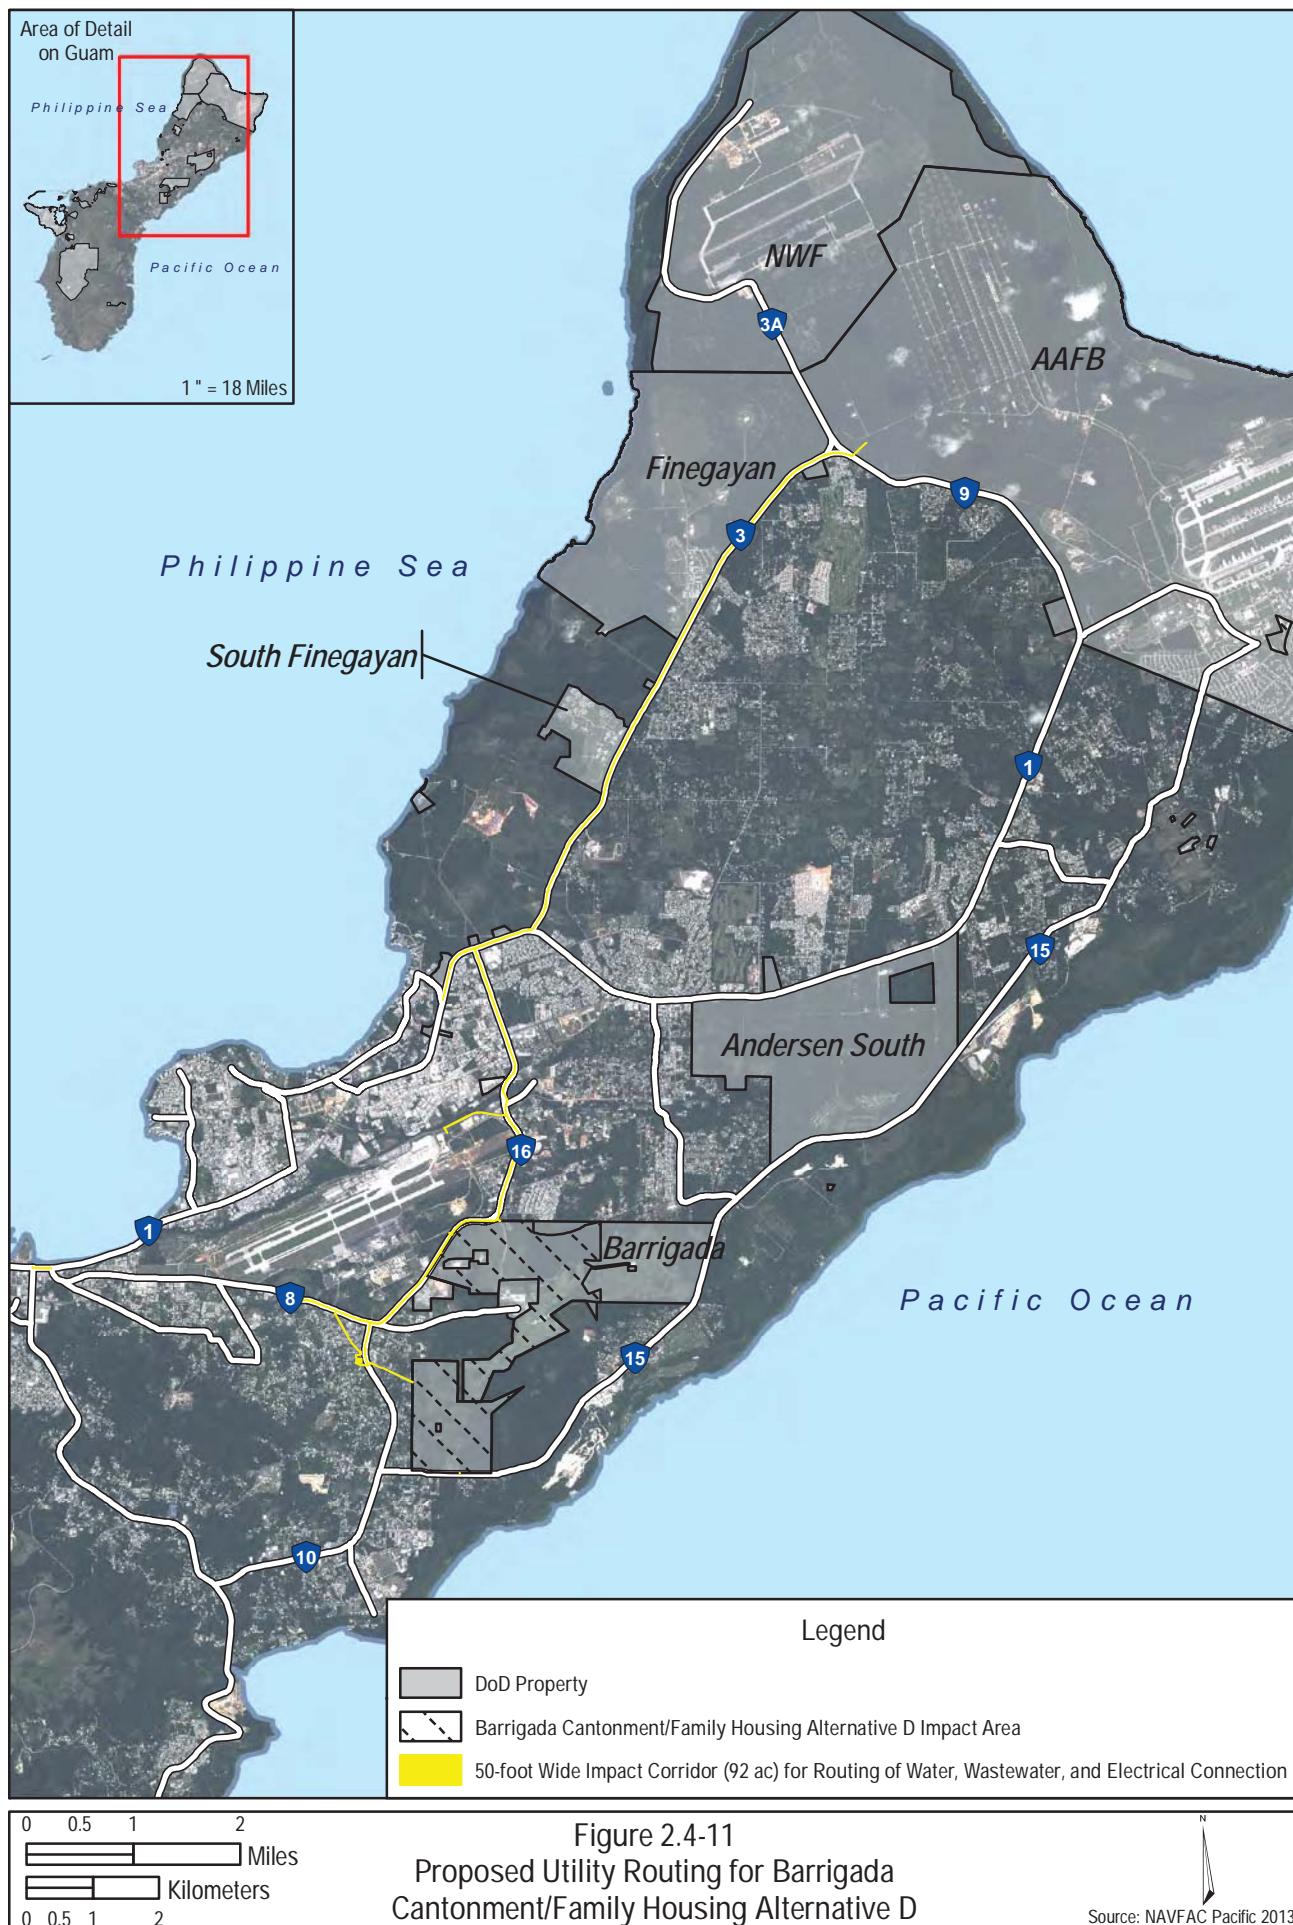 Area of Detail
on Guam
Philippine Sea
Pacific Ocean
1 " = 18 Miles
NWF
3A
AAFB
Finegayan
9
3
Philippine Sea
South Finegayan
1
15
Andersen South
16
1
Barrigada
8
Pacific Ocean
15
10
Legend
DoD Property
Barrigada Cantonment/Family Housing Alternative D Impact Area
50-foot Wide Impact Corridor (92 ac) for Routing of Water, Wastewater, and Electrical Connection
0 0.5 1 2
Miles
Kilometers
0 0.5 1 2
Figure 2.4-11
Proposed Utility Routing for Barrigada
Cantonment/Family Housing Alternative D
N
Source: NAVFAC Pacific 2013